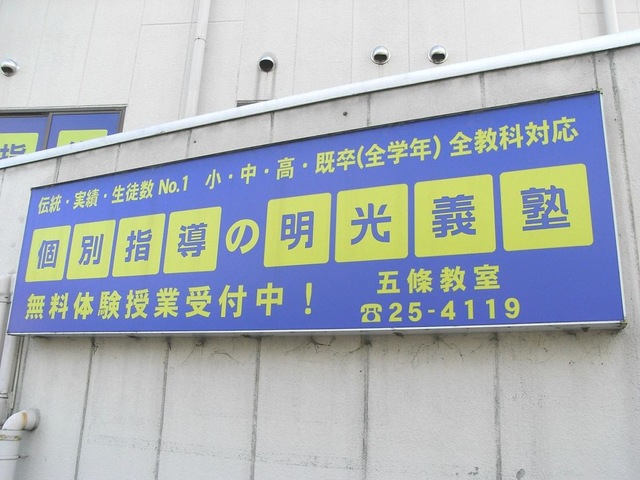 伝統・実績・生徒数 No.1 小・中・高・既卒(全学年) 全教科対応
個別指導の明光義塾
無料体験授業受付中！
五條教室
☎25-4119
指